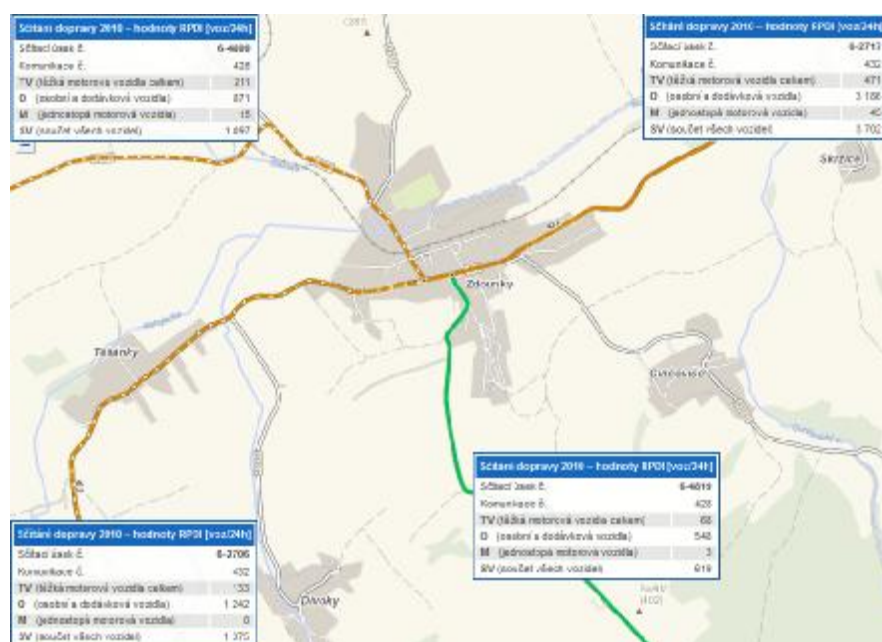 Sčítání dopravy 2010 – hodnoty RPDI [voz/24h]
Sčítací úsek č. 6-4809
Komunikace č. 428
TV (těžká motorová vozidla celkem) 211
O (osobní a dodávková vozidla) 871
M (jednostopá motorová vozidla) 15
SV (součet všech vozidel) 1 097
Sčítání dopravy 2010 – hodnoty RPDI [voz/24h]
Sčítací úsek č. 6-2713
Komunikace č. 432
TV (těžká motorová vozidla celkem) 471
O (osobní a dodávková vozidla) 3 186
M (jednostopá motorová vozidla) 45
SV (součet všech vozidel) 3 702
Skržice
Zdounky
Těšánky
Cvrčovice
Sčítání dopravy 2010 – hodnoty RPDI [voz/24h]
Sčítací úsek č. 6-4810
Komunikace č. 428
TV (těžká motorová vozidla celkem) 68
O (osobní a dodávková vozidla) 548
M (jednostopá motorová vozidla) 3
SV (součet všech vozidel) 619
(402)
Sčítání dopravy 2010 – hodnoty RPDI [voz/24h]
Sčítací úsek č. 6-2706
Komunikace č. 432
TV (těžká motorová vozidla celkem) 133
O (osobní a dodávková vozidla) 1 242
M (jednostopá motorová vozidla) 0
SV (součet všech vozidel) 1 375
Divoky